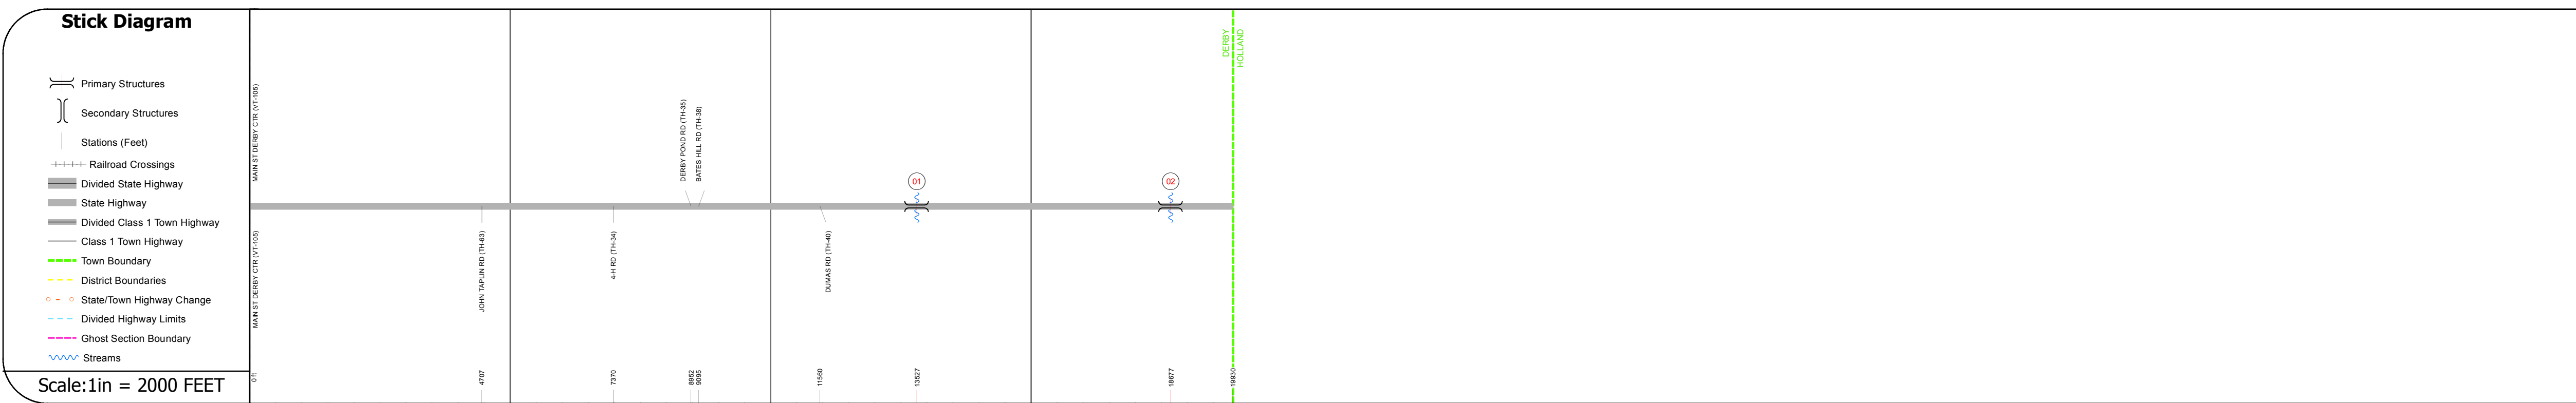 Stick Diagram
Primary Structures
Secondary Structures
Stations (Feet)
Railroad Crossings
Divided State Highway
State Highway
Divided Class 1 Town Highway
Class 1 Town Highway
Town Boundary
District Boundaries
State/Town Highway Change
Divided Highway Limits
Ghost Section Boundary
Streams
Scale:1in = 2000 FEET
MAIN ST DERBY CTR (VT-105)
MAIN ST DERBY CTR (VT-105)
0 ft
JOHN TAPLIN RD (TH-63)
4707
4-H RD (TH-34)
7370
DERBY POND RD (TH-35)
BATES HILL RD (TH-38)
8952
9095
DUMAS RD (TH-40)
11560
01
13527
02
18677
DERBY
HOLLAND
19930